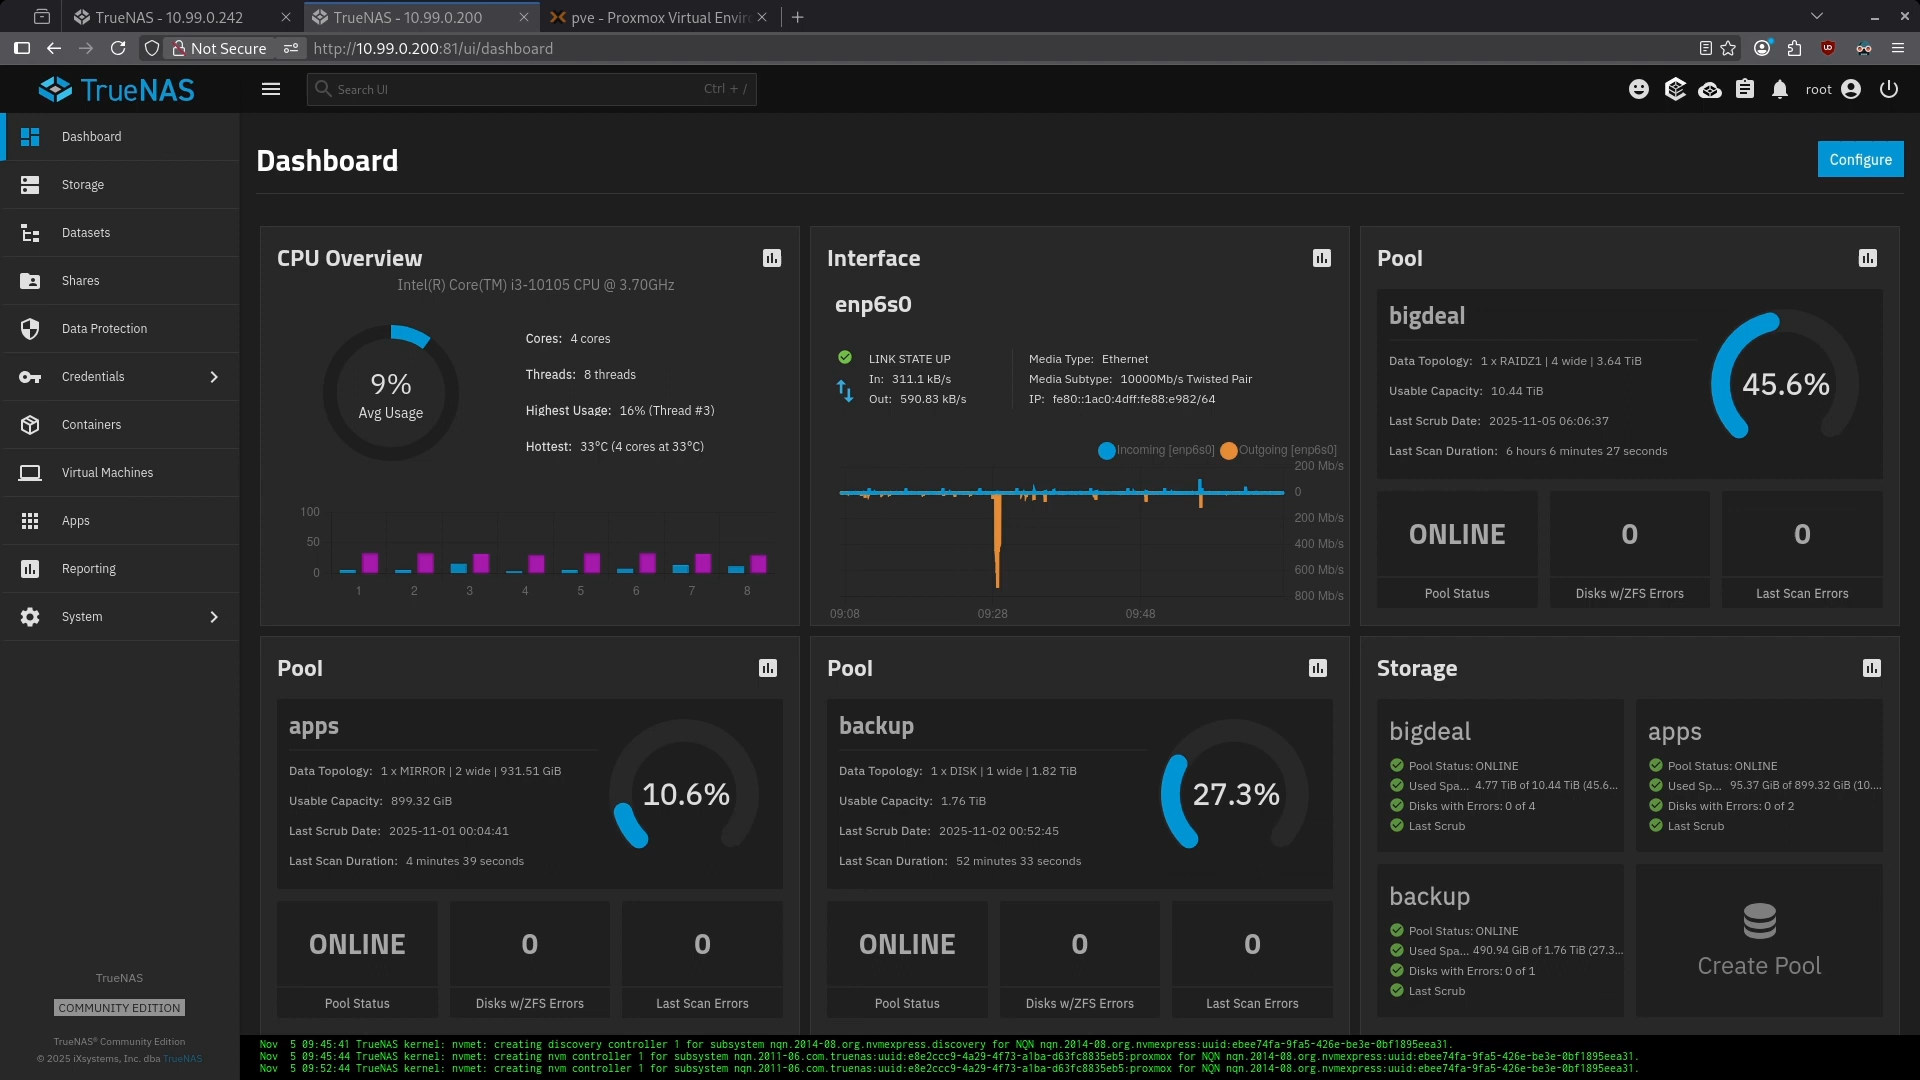 TrueNAS - 10.99.0.242
TrueNAS - 10.99.0.200
pve - Proxmox Virtual Enviro
Not Secure
http://10.99.0.200:81/ui/dashboard
TrueNAS
Search UI
Ctrl + /
root
Dashboard
Storage
Datasets
Shares
Data Protection
Credentials
Containers
Virtual Machines
Apps
Reporting
System
TrueNAS
COMMUNITY EDITION
TrueNAS® Community Edition
© 2025 iXsystems, Inc. dba TrueNAS
Dashboard
Configure
CPU Overview
Intel(R) Core(TM) i3-10105 CPU @ 3.70GHz
9%
Avg Usage
Cores: 4 cores
Threads: 8 threads
Highest Usage: 16% (Thread #3)
Hottest: 33°C (4 cores at 33°C)
100
50
0
1 2 3 4 5 6 7 8
Interface
enp6s0
LINK STATE UP
In: 311.1 kB/s
Out: 590.83 kB/s
Media Type: Ethernet
Media Subtype: 10000Mb/s Twisted Pair
IP: fe80::1ac0:4dff:fe88:e982/64
Incoming [enp6s0] Outgoing [enp6s0]
200 Mb/s
0
200 Mb/s
400 Mb/s
600 Mb/s
800 Mb/s
09:08 09:28 09:48
Pool
bigdeal
Data Topology: 1 x RAIDZ1 | 4 wide | 3.64 TiB
Usable Capacity: 10.44 TiB
Last Scrub Date: 2025-11-05 06:06:37
Last Scan Duration: 6 hours 6 minutes 27 seconds
45.6%
ONLINE
Pool Status
0
Disks w/ZFS Errors
0
Last Scan Errors
Pool
apps
Data Topology: 1 x MIRROR | 2 wide | 931.51 GiB
Usable Capacity: 899.32 GiB
Last Scrub Date: 2025-11-01 00:04:41
Last Scan Duration: 4 minutes 39 seconds
10.6%
ONLINE
Pool Status
0
Disks w/ZFS Errors
0
Last Scan Errors
Pool
backup
Data Topology: 1 x DISK | 1 wide | 1.82 TiB
Usable Capacity: 1.76 TiB
Last Scrub Date: 2025-11-02 00:52:45
Last Scan Duration: 52 minutes 33 seconds
27.3%
ONLINE
Pool Status
0
Disks w/ZFS Errors
0
Last Scan Errors
Storage
bigdeal
Pool Status: ONLINE
Used Spa... 4.77 TiB of 10.44 TiB (45.6...
Disks with Errors: 0 of 4
Last Scrub
apps
Pool Status: ONLINE
Used Sp... 95.37 GiB of 899.32 GiB (10....
Disks with Errors: 0 of 2
Last Scrub
backup
Pool Status: ONLINE
Used Spa... 490.94 GiB of 1.76 TiB (27.3...
Disks with Errors: 0 of 1
Last Scrub
Create Pool
Nov 5 09:45:41 TrueNAS kernel: nvmet: creating discovery controller 1 for subsystem nqn.2014-08.org.nvmexpress.discovery for NQN nqn.2014-08.org.nvmexpress:uuid:ebee74fa-9fa5-426e-be3e-0bf1895eea31.
Nov 5 09:45:44 TrueNAS kernel: nvmet: creating nvm controller 1 for subsystem nqn.2011-06.com.truenas:uuid:e8e2ccc9-4a29-4f73-a1ba-d63fc8835eb5:proxmox for NQN nqn.2014-08.org.nvmexpress:uuid:ebee74fa-9fa5-426e-be3e-0bf1895eea31.
Nov 5 09:52:44 TrueNAS kernel: nvmet: creating nvm controller 1 for subsystem nqn.2011-06.com.truenas:uuid:e8e2ccc9-4a29-4f73-a1ba-d63fc8835eb5:proxmox for NQN nqn.2014-08.org.nvmexpress:uuid:ebee74fa-9fa5-426e-be3e-0bf1895eea31.